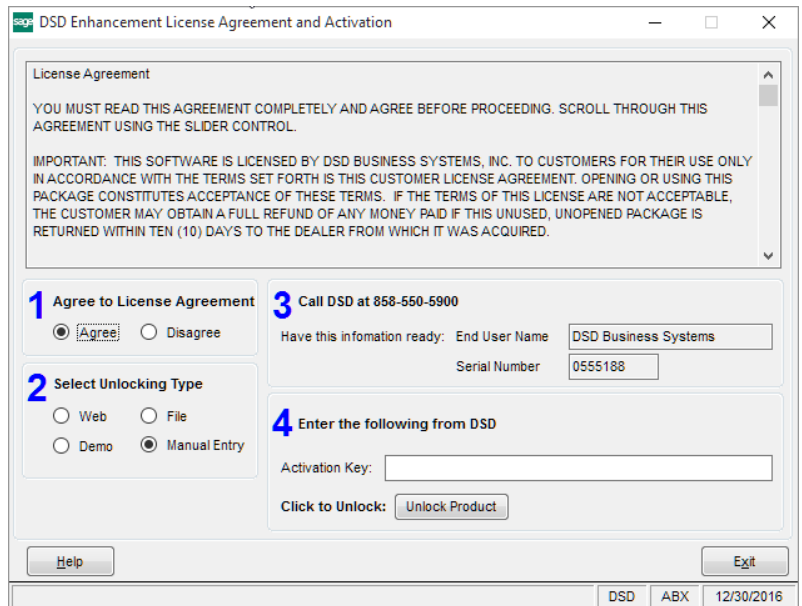 sage DSD Enhancement License Agreement and Activation
License Agreement
YOU MUST READ THIS AGREEMENT COMPLETELY AND AGREE BEFORE PROCEEDING. SCROLL THROUGH THIS
AGREEMENT USING THE SLIDER CONTROL.
IMPORTANT: THIS SOFTWARE IS LICENSED BY DSD BUSINESS SYSTEMS, INC. TO CUSTOMERS FOR THEIR USE ONLY
IN ACCORDANCE WITH THE TERMS SET FORTH IS THIS CUSTOMER LICENSE AGREEMENT. OPENING OR USING THIS
PACKAGE CONSTITUTES ACCEPTANCE OF THESE TERMS. IF THE TERMS OF THIS LICENSE ARE NOT ACCEPTABLE,
THE CUSTOMER MAY OBTAIN A FULL REFUND OF ANY MONEY PAID IF THIS UNUSED, UNOPENED PACKAGE IS
RETURNED WITHIN TEN (10) DAYS TO THE DEALER FROM WHICH IT WAS ACQUIRED.
1 Agree to License Agreement
Agree Disagree
2 Select Unlocking Type
Web File
Demo Manual Entry
3 Call DSD at 858-550-5900
Have this infomation ready: End User Name DSD Business Systems
Serial Number 0555188
4 Enter the following from DSD
Activation Key:
Click to Unlock: Unlock Product
Help Exit
DSD ABX 12/30/2016